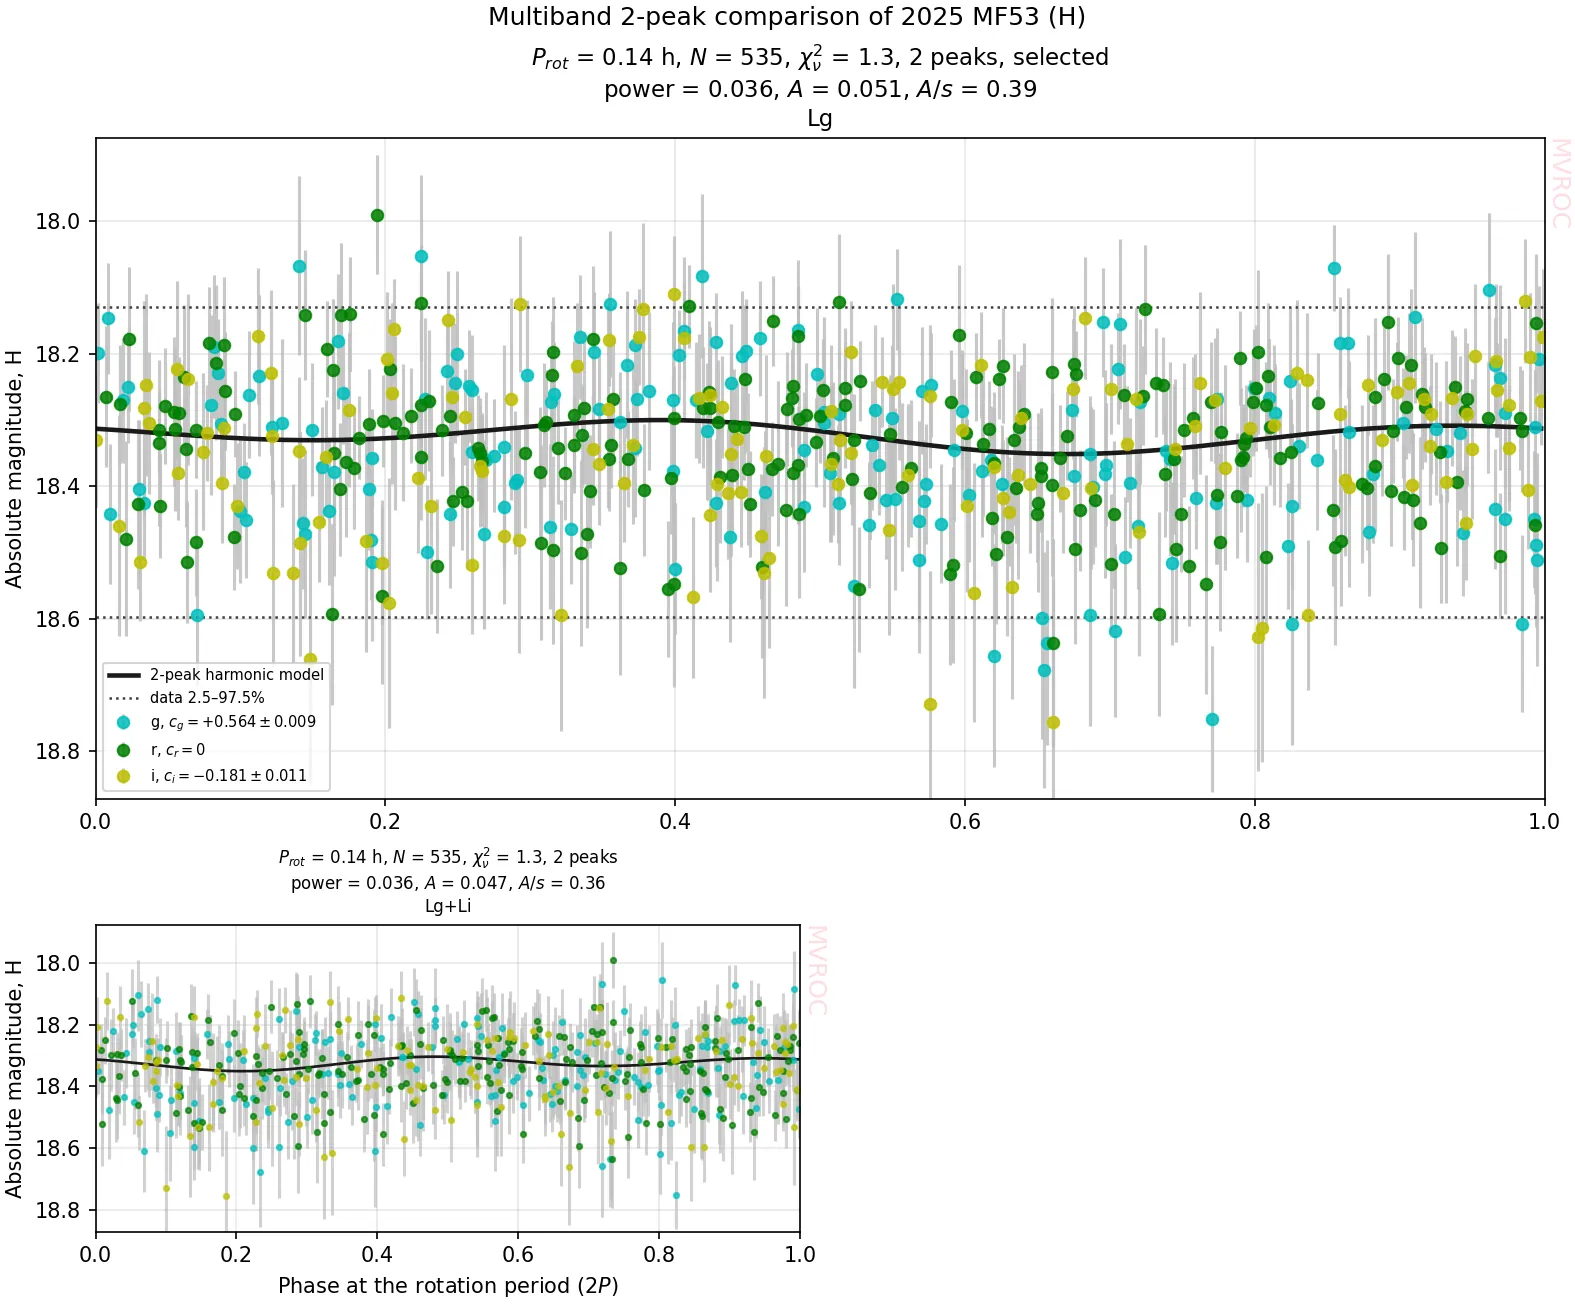 Multiband 2-peak comparison of 2025 MF53 (H)
P_rot = 0.14 h, N = 535, χ²_ν = 1.3, 2 peaks, selected
power = 0.036, A = 0.051, A/s = 0.39
Lg
MVROC
Absolute magnitude, H
18.0
18.2
18.4
18.6
18.8
2-peak harmonic model
data 2.5–97.5%
g, c_g = +0.564 ± 0.009
r, c_r = 0
i, c_i = −0.181 ± 0.011
0.0 0.2 0.4 0.6 0.8 1.0
P_rot = 0.14 h, N = 535, χ²_ν = 1.3, 2 peaks
power = 0.036, A = 0.047, A/s = 0.36
Lg+Li
MVROC
Absolute magnitude, H
18.0
18.2
18.4
18.6
18.8
0.0 0.2 0.4 0.6 0.8 1.0
Phase at the rotation period (2P)